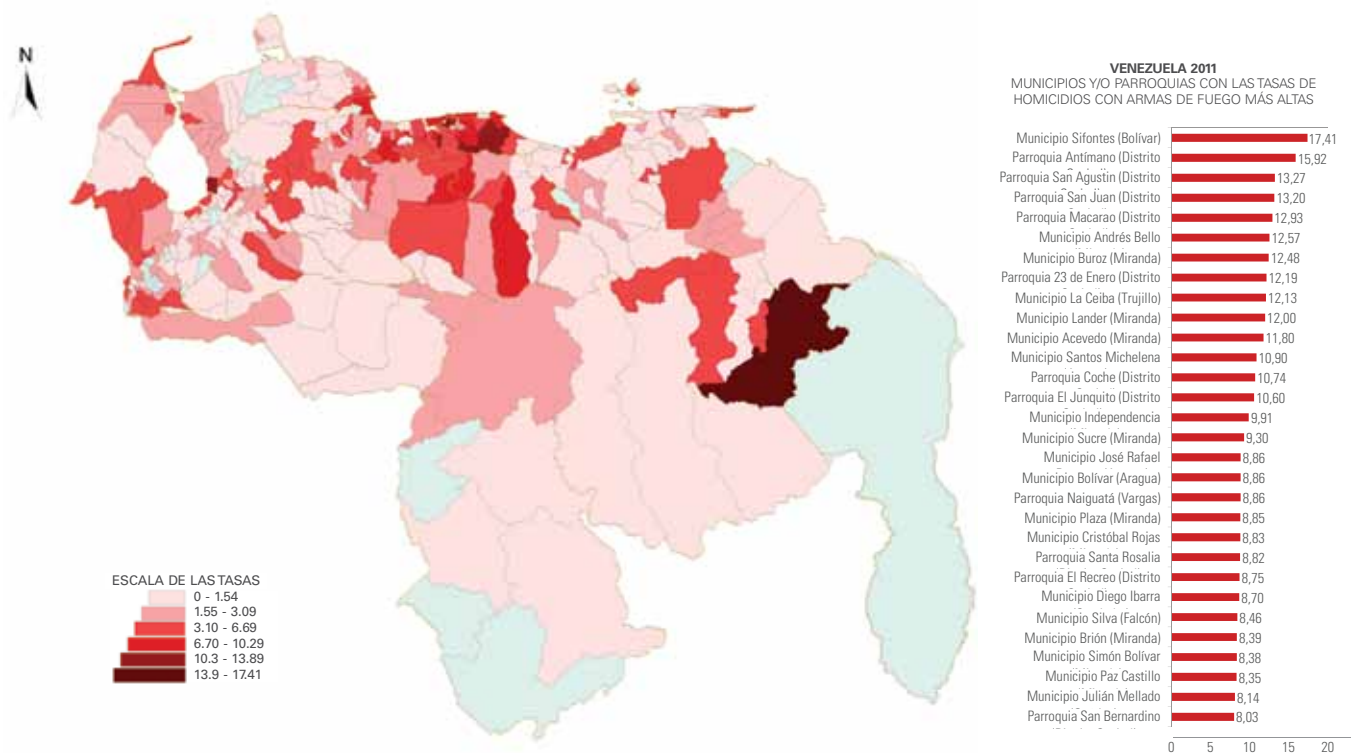 N
ESCALA DE LAS TASAS
0 - 1.54
1.55 - 3.09
3.10 - 6.69
6.70 - 10.29
10.3 - 13.89
13.9 - 17.41
VENEZUELA 2011
MUNICIPIOS Y/O PARROQUIAS CON LAS TASAS DE
HOMICIDIOS CON ARMAS DE FUEGO MÁS ALTAS
Municipio Sifontes (Bolívar) 17,41
Parroquia Antímano (Distrito 15,92
Parroquia San Agustin (Distrito 13,27
Parroquia San Juan (Distrito 13,20
Parroquia Macarao (Distrito 12,93
Municipio Andrés Bello 12,57
Municipio Buroz (Miranda) 12,48
Parroquia 23 de Enero (Distrito 12,19
Municipio La Ceiba (Trujillo) 12,13
Municipio Lander (Miranda) 12,00
Municipio Acevedo (Miranda) 11,80
Municipio Santos Michelena 10,90
Parroquia Coche (Distrito 10,74
Parroquia El Junquito (Distrito 10,60
Municipio Independencia 9,91
Municipio Sucre (Miranda) 9,30
Municipio José Rafael 8,86
Municipio Bolívar (Aragua) 8,86
Parroquia Naiguatá (Vargas) 8,86
Municipio Plaza (Miranda) 8,85
Municipio Cristóbal Rojas 8,83
Parroquia Santa Rosalia 8,82
Parroquia El Recreo (Distrito 8,75
Municipio Diego Ibarra 8,70
Municipio Silva (Falcón) 8,46
Municipio Brión (Miranda) 8,39
Municipio Simón Bolívar 8,38
Municipio Paz Castillo 8,35
Municipio Julián Mellado 8,14
Parroquia San Bernardino 8,03
0 5 10 15 20